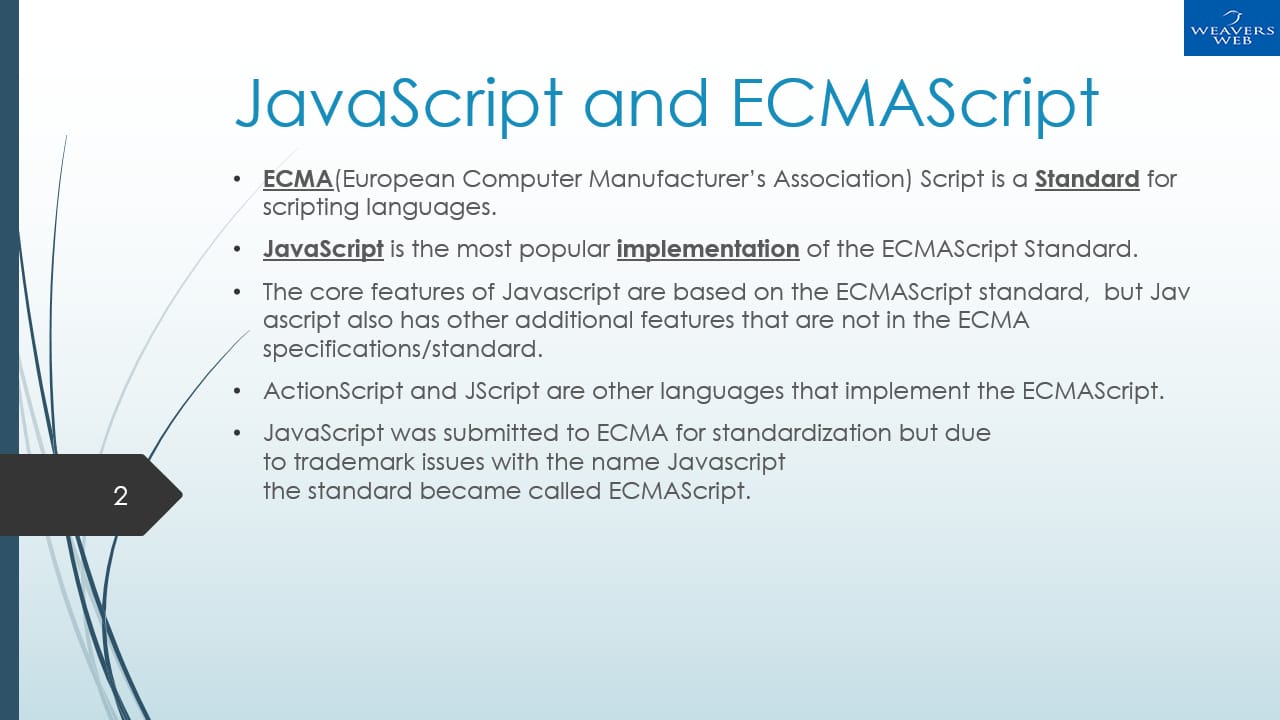 WEAVERS
WEB
JavaScript and ECMAScript
• ECMA(European Computer Manufacturer’s Association) Script is a Standard for
scripting languages.
• JavaScript is the most popular implementation of the ECMAScript Standard.
• The core features of Javascript are based on the ECMAScript standard,  but Jav
ascript also has other additional features that are not in the ECMA
specifications/standard.
• ActionScript and JScript are other languages that implement the ECMAScript.
• JavaScript was submitted to ECMA for standardization but due
to trademark issues with the name Javascript
the standard became called ECMAScript.
2